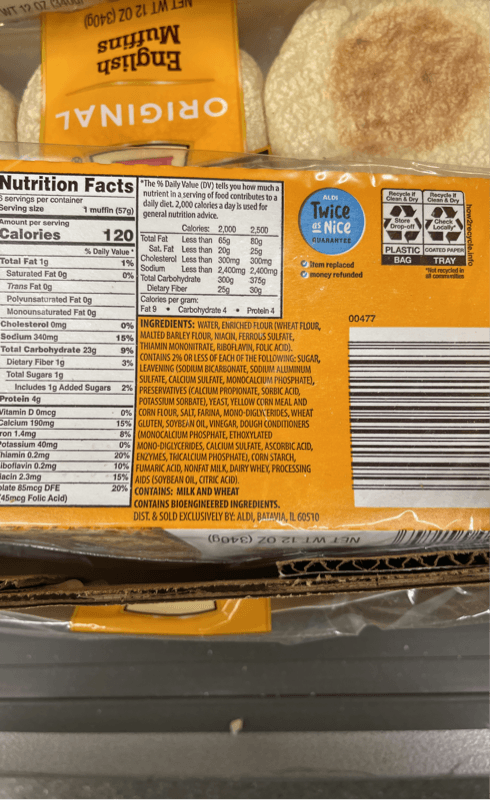 NET WT 12 OZ (340g)
English
Muffins
ORIGINAL
Nutrition Facts
servings per container
Serving size 1 muffin (57g)
Amount per serving
Calories 120
% Daily Value*
Total Fat 1g 1%
Saturated Fat 0g 0%
Trans Fat 0g
Polyunsaturated Fat 0g
Monounsaturated Fat 0g
Cholesterol 0mg 0%
Sodium 340mg 15%
Total Carbohydrate 23g 9%
Dietary Fiber 1g 3%
Total Sugars 1g
Includes 1g Added Sugars 2%
Protein 4g
Vitamin D 0mcg 0%
Calcium 190mg 15%
Iron 1.4mg 8%
Potassium 40mg 0%
Thiamin 0.2mg 20%
Riboflavin 0.2mg 10%
Niacin 2.3mg 15%
Folate 85mcg DFE 20%
(45mcg Folic Acid)
*The % Daily Value (DV) tells you how much a
nutrient in a serving of food contributes to a
daily diet. 2,000 calories a day is used for
general nutrition advice.
Calories: 2,000 2,500
Total Fat Less than 65g 80g
Sat. Fat Less than 20g 25g
Cholesterol Less than 300mg 300mg
Sodium Less than 2,400mg 2,400mg
Total Carbohydrate 300g 375g
Dietary Fiber 25g 30g
Calories per gram:
Fat 9 • Carbohydrate 4 • Protein 4
INGREDIENTS: WATER, ENRICHED FLOUR (WHEAT FLOUR,
MALTED BARLEY FLOUR, NIACIN, FERROUS SULFATE,
THIAMIN MONONITRATE, RIBOFLAVIN, FOLIC ACID).
CONTAINS 2% OR LESS OF EACH OF THE FOLLOWING: SUGAR,
LEAVENING (SODIUM BICARBONATE, SODIUM ALUMINUM
SULFATE, CALCIUM SULFATE, MONOCALCIUM PHOSPHATE),
PRESERVATIVES (CALCIUM PROPIONATE, SORBIC ACID,
POTASSIUM SORBATE), YEAST, YELLOW CORN MEAL AND
CORN FLOUR, SALT, FARINA, MONO-DIGLYCERIDES, WHEAT
GLUTEN, SOYBEAN OIL, VINEGAR, DOUGH CONDITIONERS
(MONOCALCIUM PHOSPHATE, ETHOXYLATED
MONO-DIGLYCERIDES, CALCIUM SULFATE, ASCORBIC ACID,
ENZYMES, TRICALCIUM PHOSPHATE), CORN STARCH,
FUMARIC ACID, NONFAT MILK, DAIRY WHEY, PROCESSING
AIDS (SOYBEAN OIL, CITRIC ACID).
CONTAINS: MILK AND WHEAT
CONTAINS BIOENGINEERED INGREDIENTS.
DIST. & SOLD EXCLUSIVELY BY: ALDI, BATAVIA, IL 60510
ALDI
Twice
as Nice
GUARANTEE
Item replaced
money refunded
Recycle if
Clean & Dry
Store
Drop-off
PLASTIC
BAG
Recycle if
Clean & Dry
Check
Locally*
COATED PAPER
TRAY
*Not recycled in
all communities
how2recycle.info
00477
NET WT 12 OZ (340g)